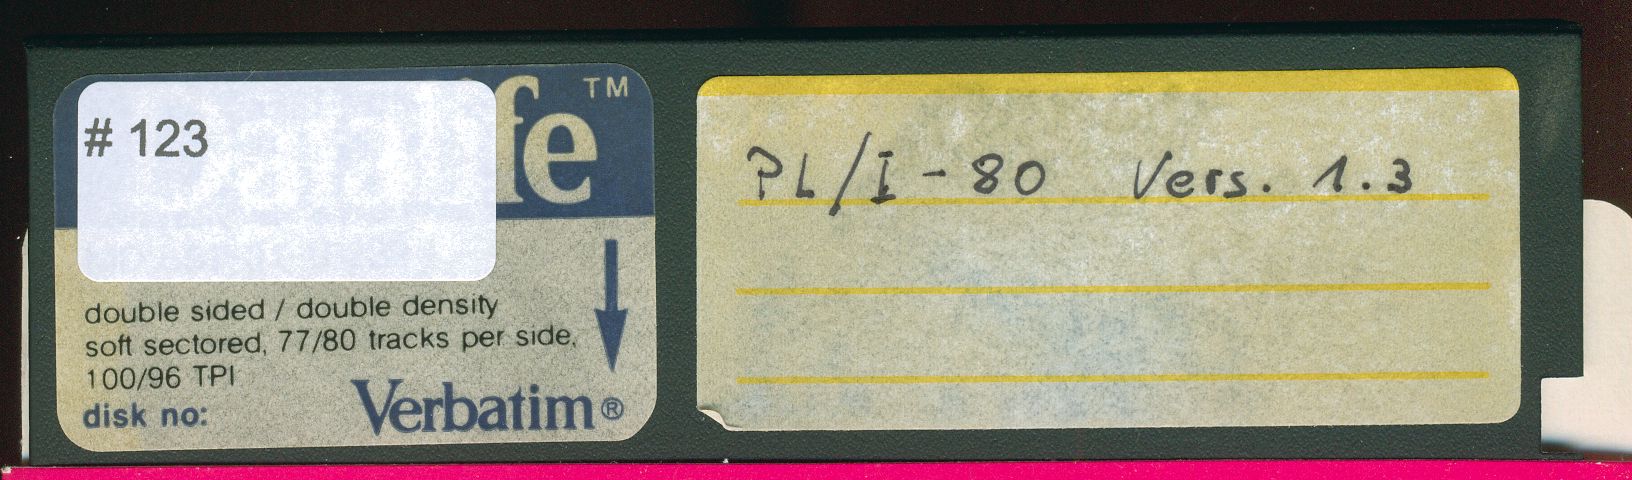 # 123
Datalife™
double sided / double density
soft sectored, 77/80 tracks per side,
100/96 TPI
disk no:
Verbatim®
PL/I-80 Vers. 1.3